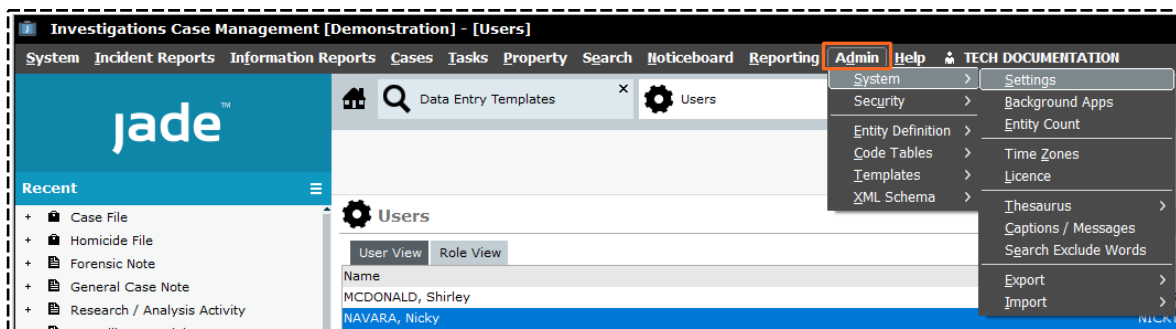 Investigations Case Management [Demonstration] - [Users]
System Incident Reports Information Reports Cases Tasks Property Search Noticeboard Reporting Admin Help TECH DOCUMENTATION
Data Entry Templates
Users
System
Security
Entity Definition
Code Tables
Templates
XML Schema
Settings
Background Apps
Entity Count
Time Zones
Licence
Thesaurus
Captions / Messages
Search Exclude Words
Export
Import
jade™
Recent
+ Case File
+ Homicide File
+ Forensic Note
+ General Case Note
+ Research / Analysis Activity
Users
User View Role View
Name
MCDONALD, Shirley
NAVARA, Nicky